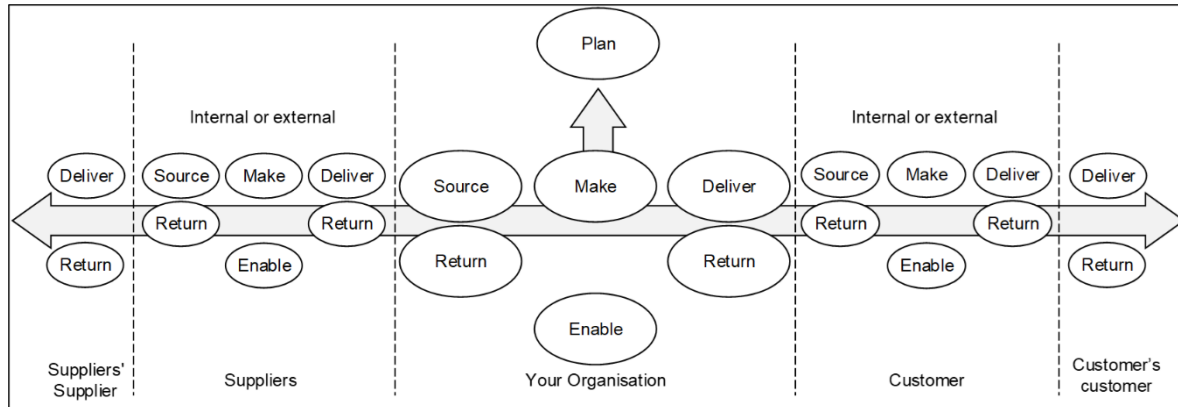 Plan
Internal or external
Internal or external
Deliver
Source
Make
Deliver
Source
Make
Deliver
Source
Make
Deliver
Deliver
Return
Return
Return
Return
Return
Return
Return
Enable
Enable
Return
Enable
Suppliers'
Supplier
Suppliers
Your Organisation
Customer
Customer's
customer